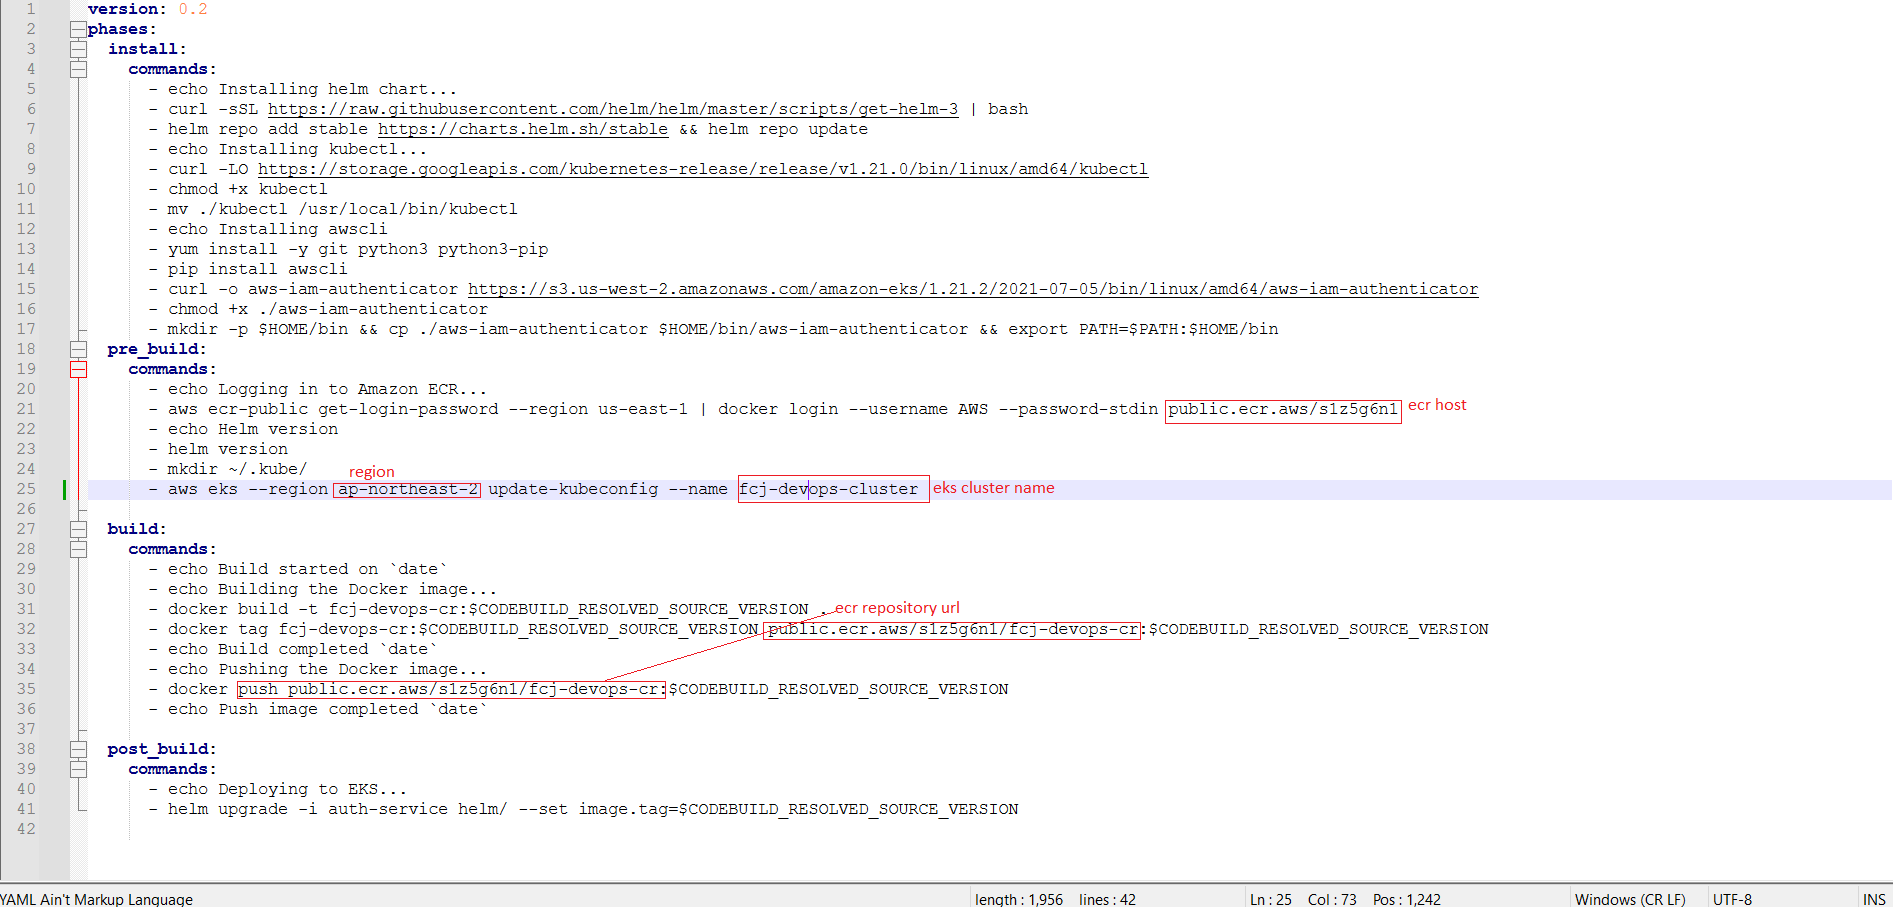 1 version: 0.2
2 phases:
3 install:
4 commands:
5 - echo Installing helm chart...
6 - curl -sSL https://raw.githubusercontent.com/helm/helm/master/scripts/get-helm-3 | bash
7 - helm repo add stable https://charts.helm.sh/stable && helm repo update
8 - echo Installing kubectl...
9 - curl -LO https://storage.googleapis.com/kubernetes-release/release/v1.21.0/bin/linux/amd64/kubectl
10 - chmod +x kubectl
11 - mv ./kubectl /usr/local/bin/kubectl
12 - echo Installing awscli
13 - yum install -y git python3 python3-pip
14 - pip install awscli
15 - curl -o aws-iam-authenticator https://s3.us-west-2.amazonaws.com/amazon-eks/1.21.2/2021-07-05/bin/linux/amd64/aws-iam-authenticator
16 - chmod +x ./aws-iam-authenticator
17 - mkdir -p $HOME/bin && cp ./aws-iam-authenticator $HOME/bin/aws-iam-authenticator && export PATH=$PATH:$HOME/bin
18 pre_build:
19 commands:
20 - echo Logging in to Amazon ECR...
21 - aws ecr-public get-login-password --region us-east-1 | docker login --username AWS --password-stdin public.ecr.aws/s1z5g6n1 ecr host
22 - echo Helm version
23 - helm version
24 - mkdir ~/.kube/
region
25 - aws eks --region ap-northeast-2 update-kubeconfig --name fcj-devops-cluster eks cluster name
26
27 build:
28 commands:
29 - echo Build started on `date`
30 - echo Building the Docker image...
31 - docker build -t fcj-devops-cr:$CODEBUILD_RESOLVED_SOURCE_VERSION . ecr repository url
32 - docker tag fcj-devops-cr:$CODEBUILD_RESOLVED_SOURCE_VERSION public.ecr.aws/s1z5g6n1/fcj-devops-cr:$CODEBUILD_RESOLVED_SOURCE_VERSION
33 - echo Build completed `date`
34 - echo Pushing the Docker image...
35 - docker push public.ecr.aws/s1z5g6n1/fcj-devops-cr:$CODEBUILD_RESOLVED_SOURCE_VERSION
36 - echo Push image completed `date`
37
38 post_build:
39 commands:
40 - echo Deploying to EKS...
41 - helm upgrade -i auth-service helm/ --set image.tag=$CODEBUILD_RESOLVED_SOURCE_VERSION
42
YAML Ain't Markup Language length : 1,956 lines : 42 Ln : 25 Col : 73 Pos : 1,242 Windows (CR LF) UTF-8 INS